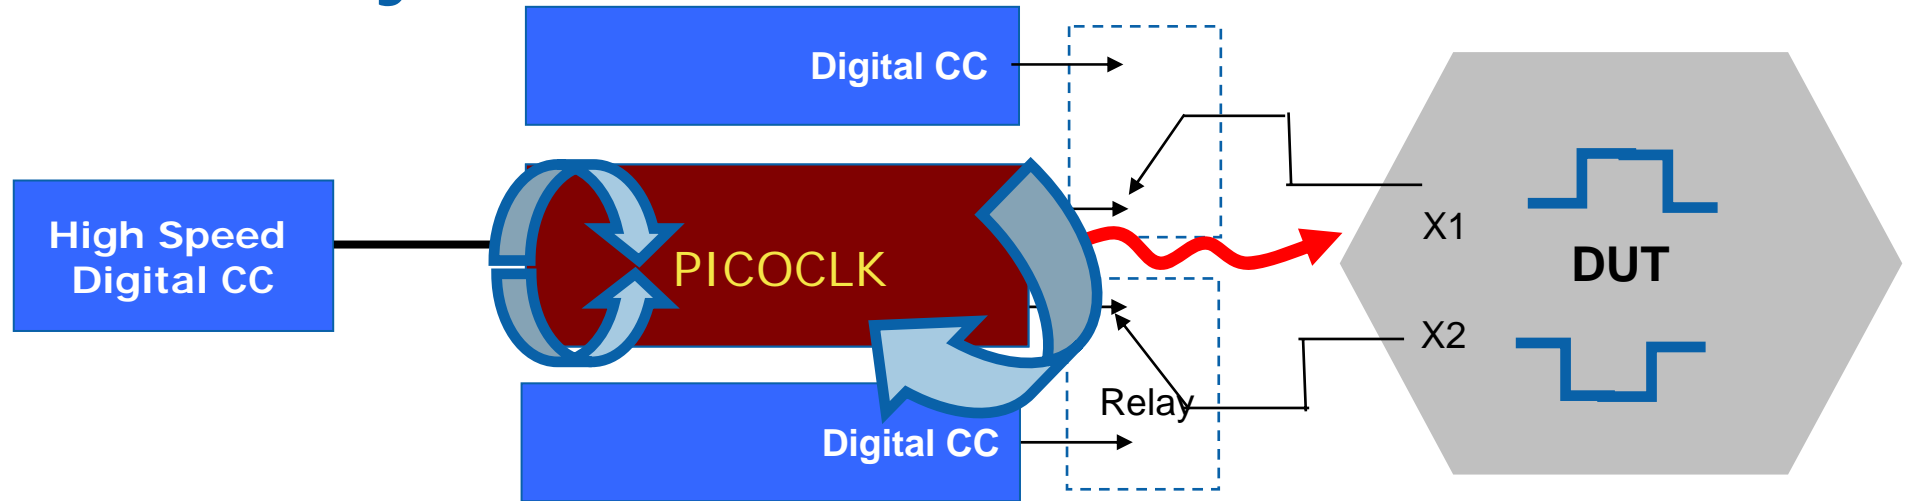 Digital CC
High Speed
Digital CC
PICOCLK
X1
DUT
X2
Relay
Digital CC